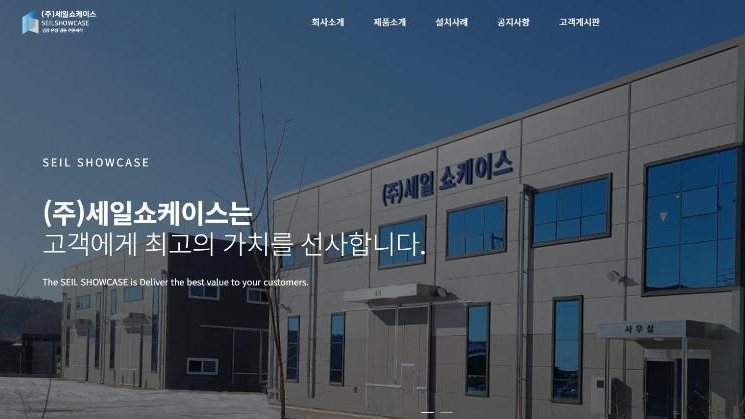 (주)세일쇼케이스
SEILSHOWCASE
회사소개
제품소개
설치사례
공지사항
고객게시판
(주)세일 쇼케이스
SEIL SHOWCASE
(주)세일쇼케이스는
고객에게 최고의 가치를 선사합니다.
The SEIL SHOWCASE is Deliver the best value to your customers.
사무실